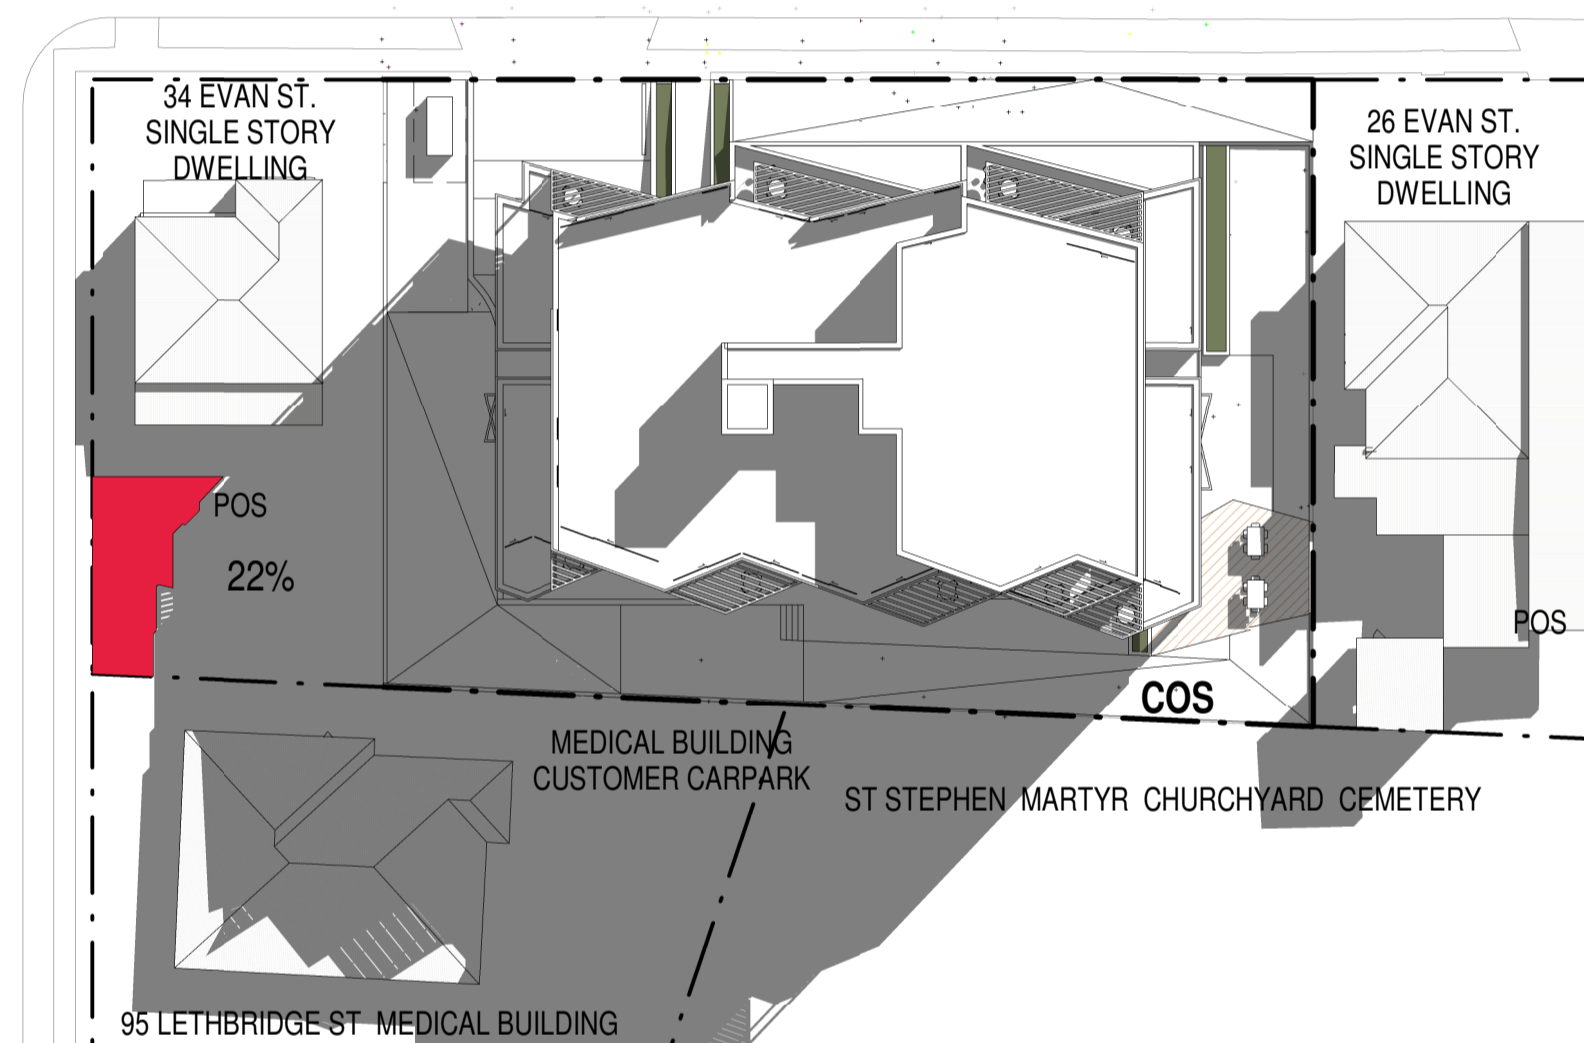 34 EVAN ST.
SINGLE STORY
DWELLING
26 EVAN ST.
SINGLE STORY
DWELLING
POS
22%
POS
COS
MEDICAL BUILDING
CUSTOMER CARPARK
ST STEPHEN MARTYR CHURCHYARD CEMETERY
95 LETHBRIDGE ST MEDICAL BUILDING